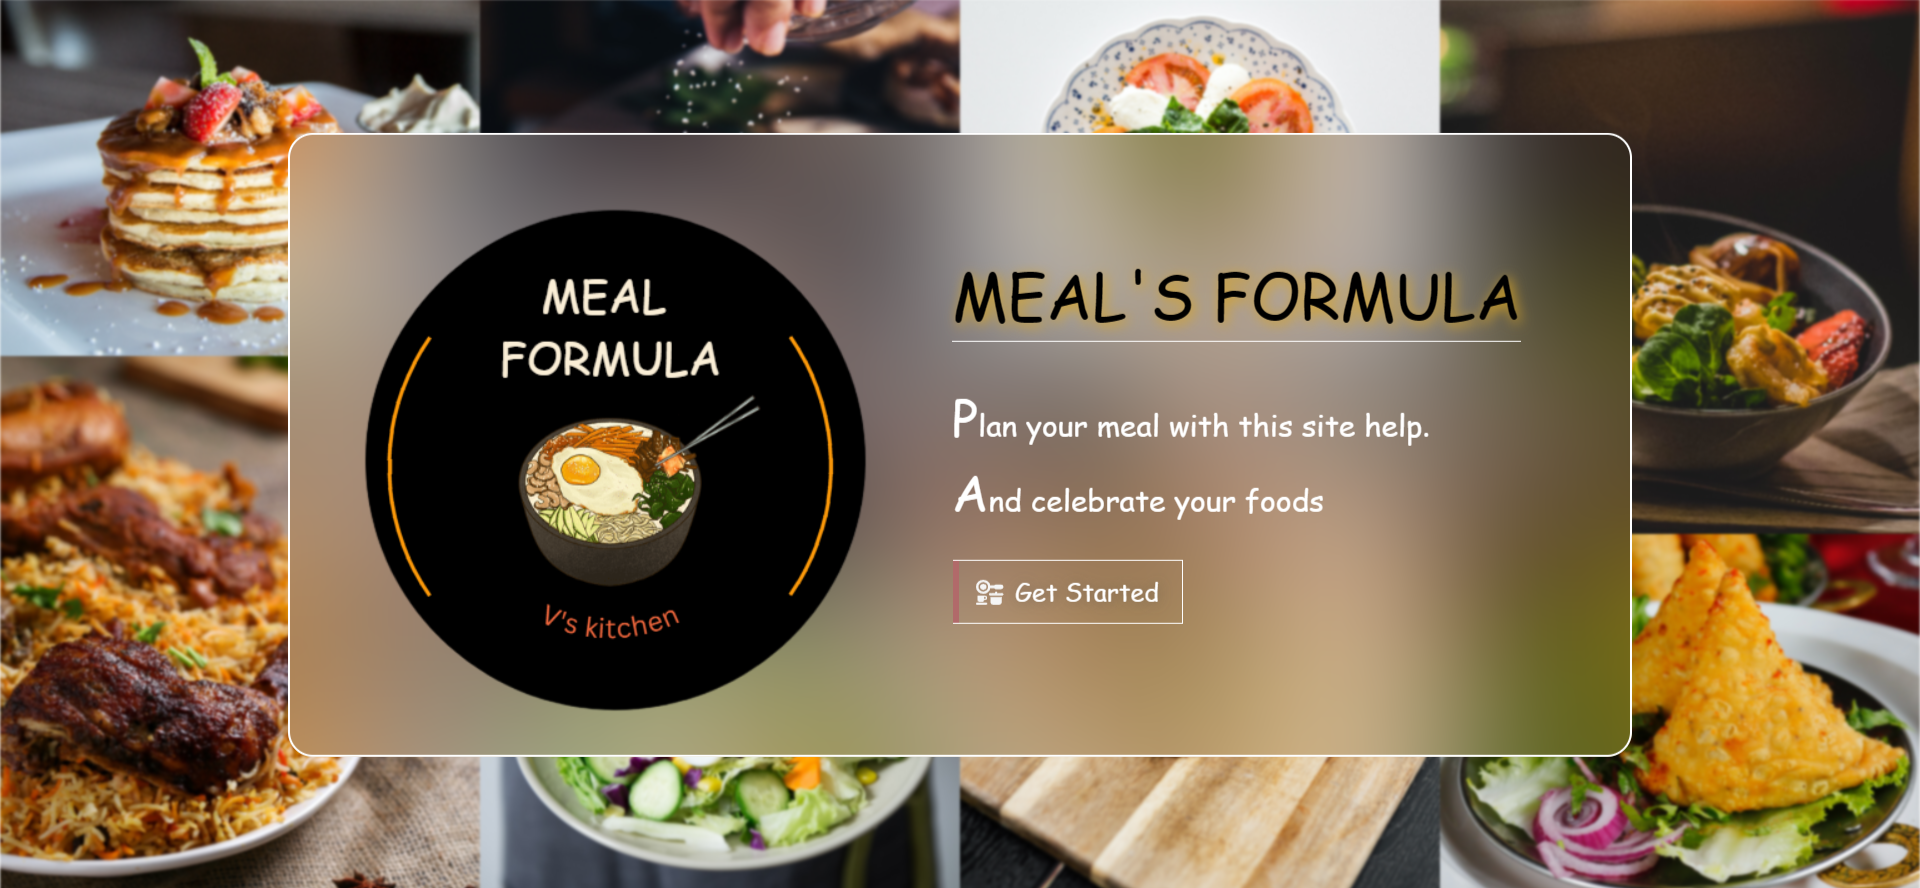 MEAL
FORMULA
V's kitchen
MEAL'S FORMULA
Plan your meal with this site help.
And celebrate your foods
Get Started